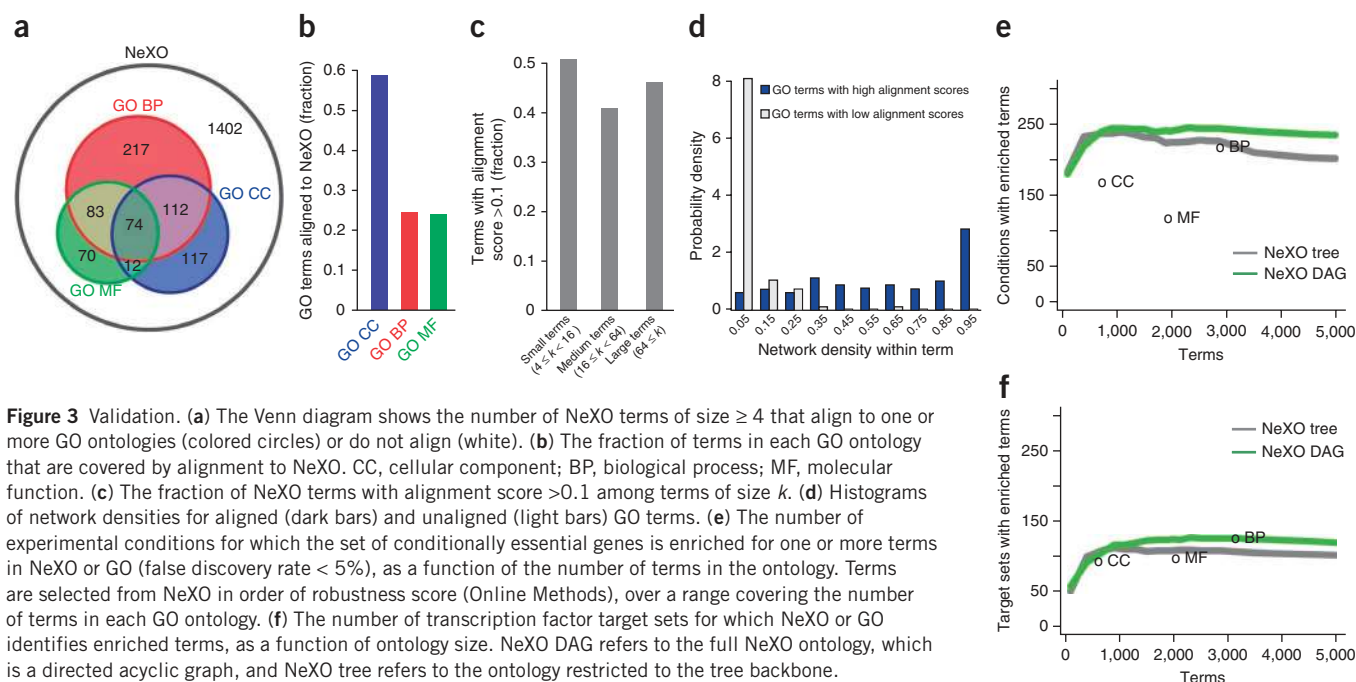 a
NeXO
GO BP
1402
217
GO CC
83
112
74
70
12
117
GO MF
b
GO terms aligned to NeXO (fraction)
0.6
0.5
0.4
0.3
0.2
0.1
0
GO CC
GO BP
GO MF
c
Terms with alignment
score >0.1 (fraction)
0.5
0.4
0.3
0.2
0.1
0
Small terms
(4 ≤ k < 16)
Medium terms
(16 ≤ k < 64)
Large terms
(64 ≤ k)
d
Probability density
8
6
4
2
0
GO terms with high alignment scores
GO terms with low alignment scores
0.05
0.15
0.25
0.35
0.45
0.55
0.65
0.75
0.85
0.95
Network density within term
e
Conditions with enriched terms
250
150
50
0
BP
CC
MF
NeXO tree
NeXO DAG
0
1,000
2,000
3,000
4,000
5,000
Terms
f
Target sets with enriched terms
250
150
50
0
NeXO tree
NeXO DAG
BP
CC
MF
0
1,000
2,000
3,000
4,000
5,000
Terms
Figure 3 Validation. (a) The Venn diagram shows the number of NeXO terms of size ≥ 4 that align to one or
more GO ontologies (colored circles) or do not align (white). (b) The fraction of terms in each GO ontology
that are covered by alignment to NeXO. CC, cellular component; BP, biological process; MF, molecular
function. (c) The fraction of NeXO terms with alignment score >0.1 among terms of size k. (d) Histograms
of network densities for aligned (dark bars) and unaligned (light bars) GO terms. (e) The number of
experimental conditions for which the set of conditionally essential genes is enriched for one or more terms
in NeXO or GO (false discovery rate < 5%), as a function of the number of terms in the ontology. Terms
are selected from NeXO in order of robustness score (Online Methods), over a range covering the number
of terms in each GO ontology. (f) The number of transcription factor target sets for which NeXO or GO
identifies enriched terms, as a function of ontology size. NeXO DAG refers to the full NeXO ontology, which
is a directed acyclic graph, and NeXO tree refers to the ontology restricted to the tree backbone.